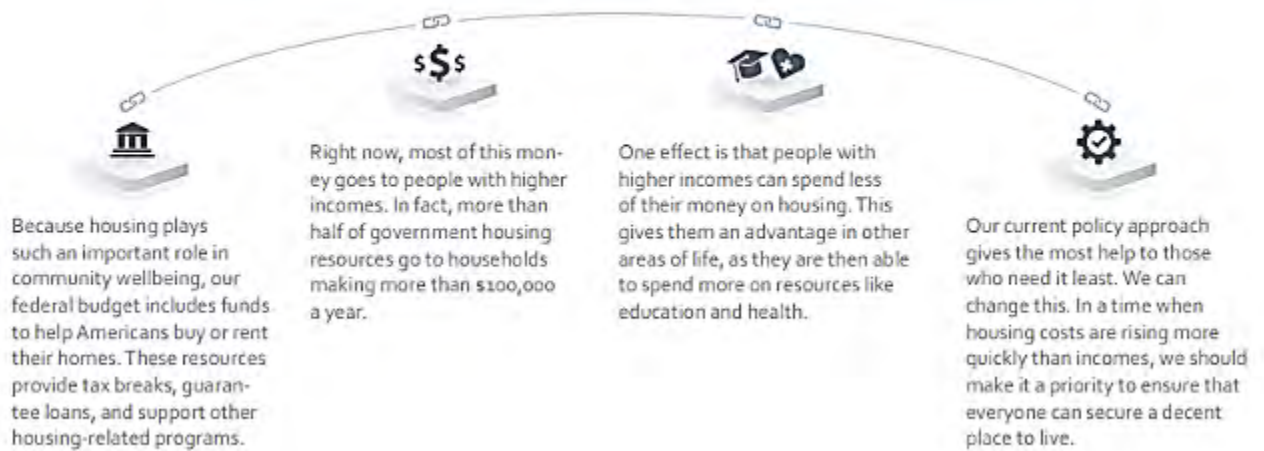 $$$
Because housing plays
such an important role in
community wellbeing, our
federal budget includes funds
to help Americans buy or rent
their homes. These resources
provide tax breaks, guaran-
tee loans, and support other
housing-related programs.
Right now, most of this mon-
ey goes to people with higher
incomes. In fact, more than
half of government housing
resources go to households
making more than $100,000
a year.
One effect is that people with
higher incomes can spend less
of their money on housing. This
gives them an advantage in other
areas of life, as they are then able
to spend more on resources like
education and health.
Our current policy approach
gives the most help to those
who need it least. We can
change this. In a time when
housing costs are rising more
quickly than incomes, we should
make it a priority to ensure that
everyone can secure a decent
place to live.